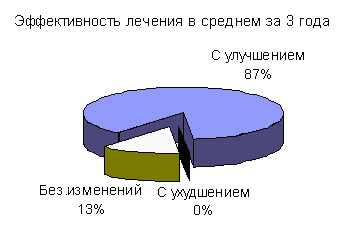 Эффективность лечения в среднем за 3 года
С улучшением
87%
Без.изменений
13%
С ухудшением
0%